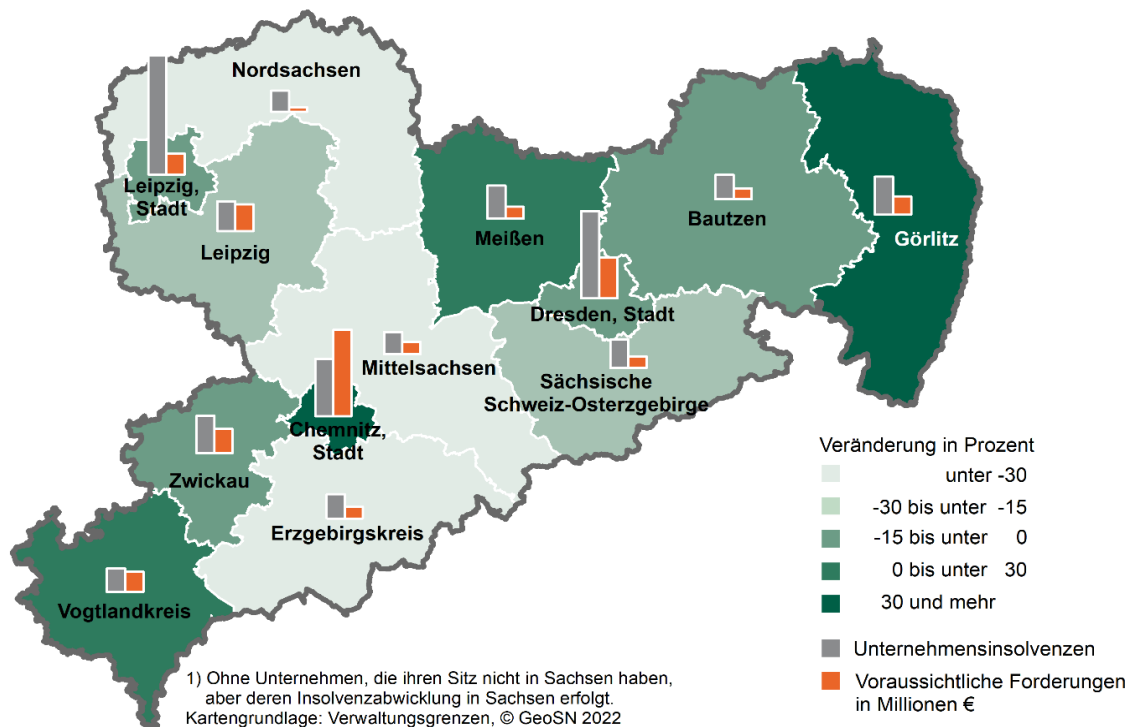 Nordsachsen
Leipzig,
Stadt
Leipzig
Meißen
Bautzen
Görlitz
Dresden, Stadt
Mittelsachsen
Sächsische
Schweiz-Osterzgebirge
Chemnitz,
Stadt
Zwickau
Erzgebirgskreis
Vogtlandkreis
Veränderung in Prozent
unter -30
-30 bis unter -15
-15 bis unter 0
0 bis unter 30
30 und mehr
Unternehmensinsolvenzen
Voraussichtliche Forderungen
in Millionen €
1) Ohne Unternehmen, die ihren Sitz nicht in Sachsen haben,
aber deren Insolvenzabwicklung in Sachsen erfolgt.
Kartengrundlage: Verwaltungsgrenzen, © GeoSN 2022